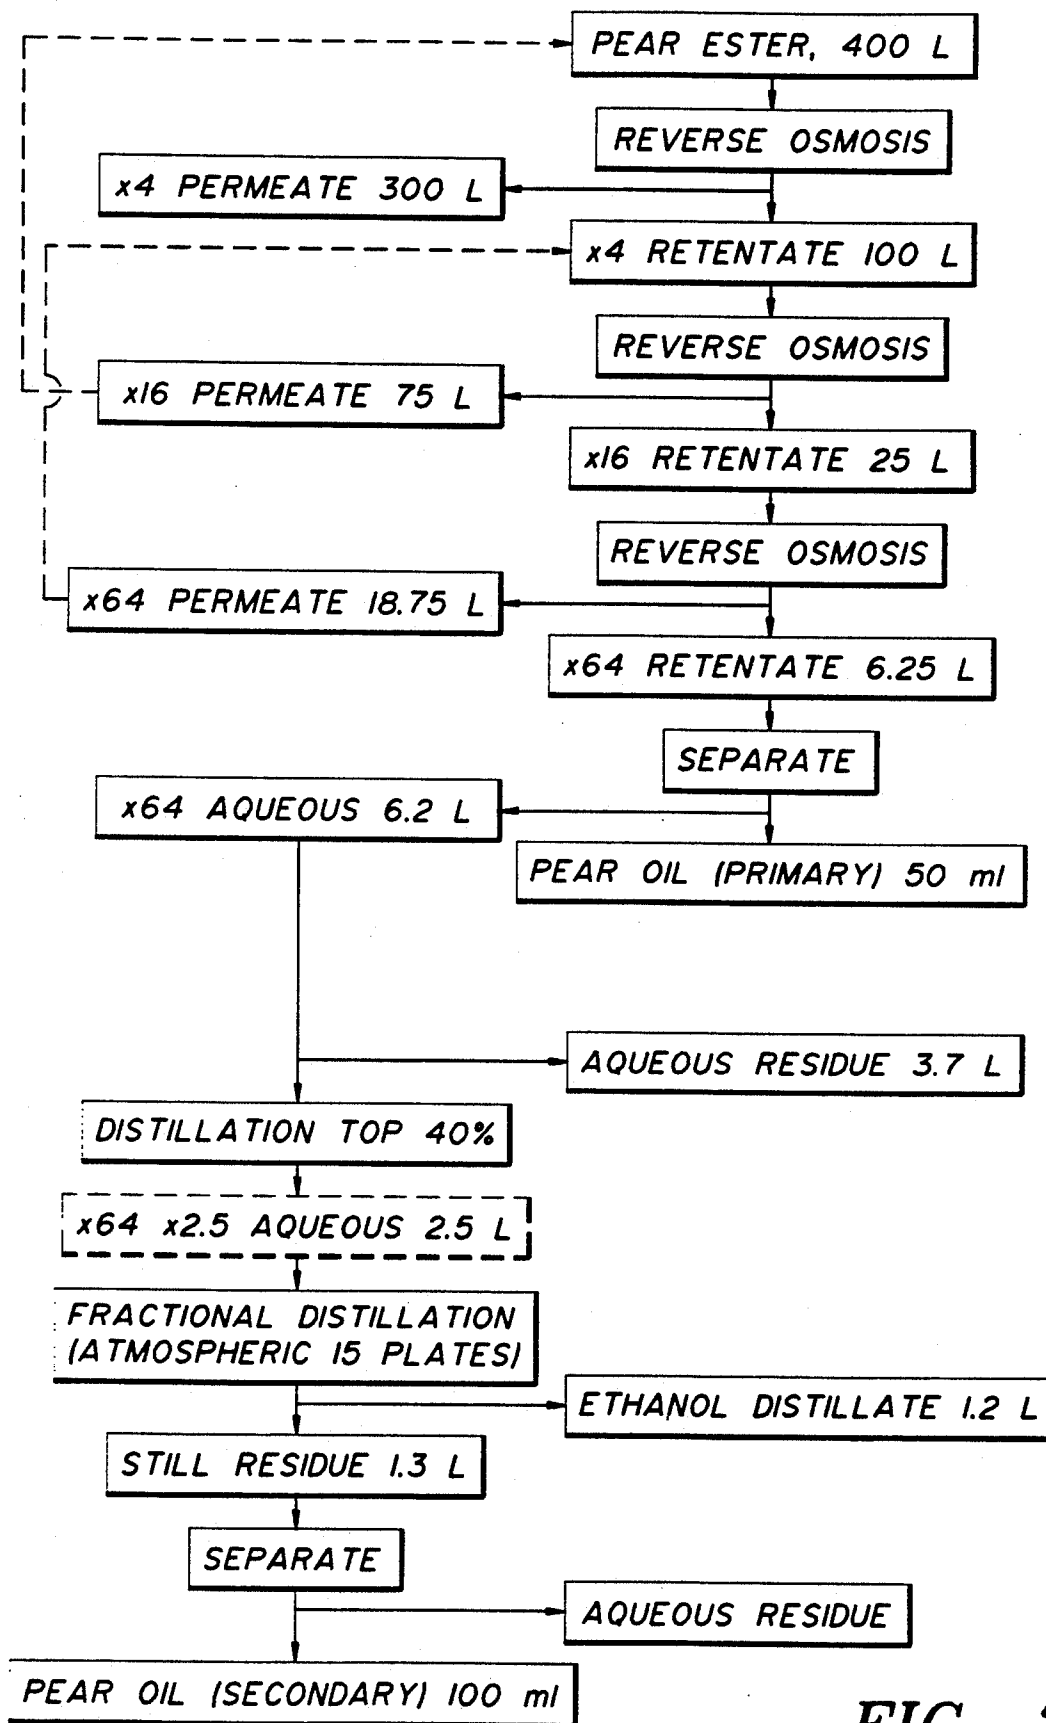 PEAR ESTER, 400 L
REVERSE OSMOSIS
x4 PERMEATE 300 L
x4 RETENTATE 100 L
REVERSE OSMOSIS
x16 PERMEATE 75 L
x16 RETENTATE 25 L
REVERSE OSMOSIS
x64 PERMEATE 18.75 L
x64 RETENTATE 6.25 L
SEPARATE
x64 AQUEOUS 6.2 L
PEAR OIL (PRIMARY) 50 ml
AQUEOUS RESIDUE 3.7 L
DISTILLATION TOP 40%
x64 x2.5 AQUEOUS 2.5 L
FRACTIONAL DISTILLATION
(ATMOSPHERIC 15 PLATES)
ETHANOL DISTILLATE 1.2 L
STILL RESIDUE 1.3 L
SEPARATE
AQUEOUS RESIDUE
PEAR OIL (SECONDARY) 100 ml
FIG.